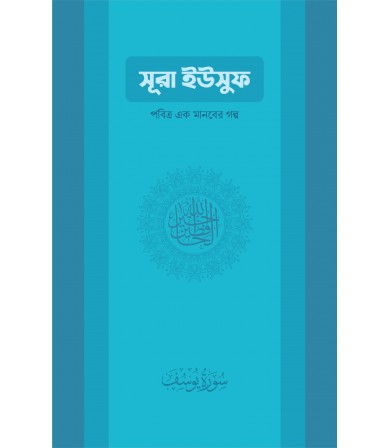 সূরা ইউসুফ
পবিত্র এক মানবের গল্প
سورة يوسف